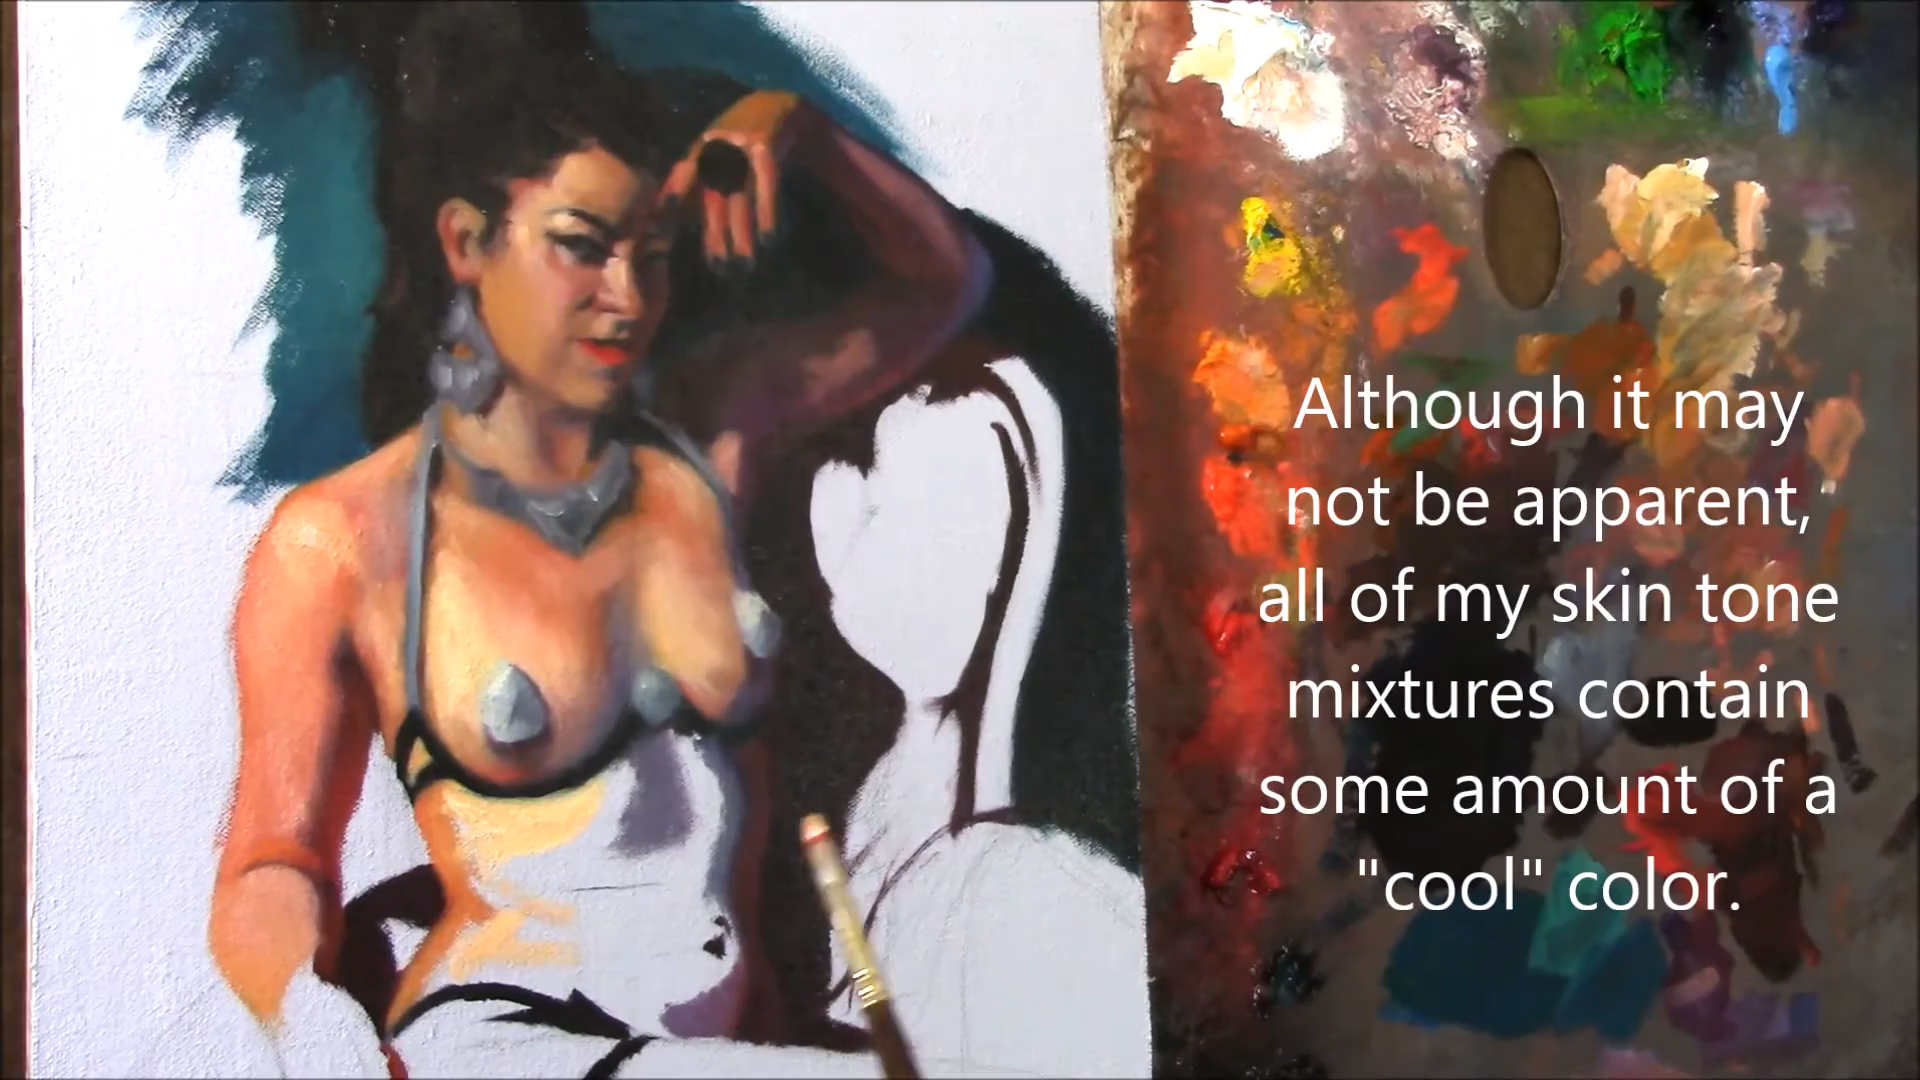 Although it may
not be apparent,
all of my skin tone
mixtures contain
some amount of a
"cool" color.